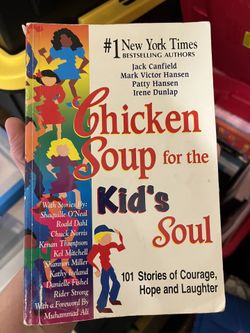 #1 New York Times
BESTSELLING AUTHORS
Jack Canfield
Mark Victor Hansen
Patty Hansen
Irene Dunlap
Chicken
Soup for the
Kid's
Soul
With Stories By:
Shaquille O'Neal
Roald Dahl
Chuck Norris
Kenan Thompson
Kel Mitchell
Shannon Miller
Kathy Ireland
Danielle Fishel
Rider Strong
With a Foreword By
Muhammad Ali
101 Stories of Courage,
Hope and Laughter